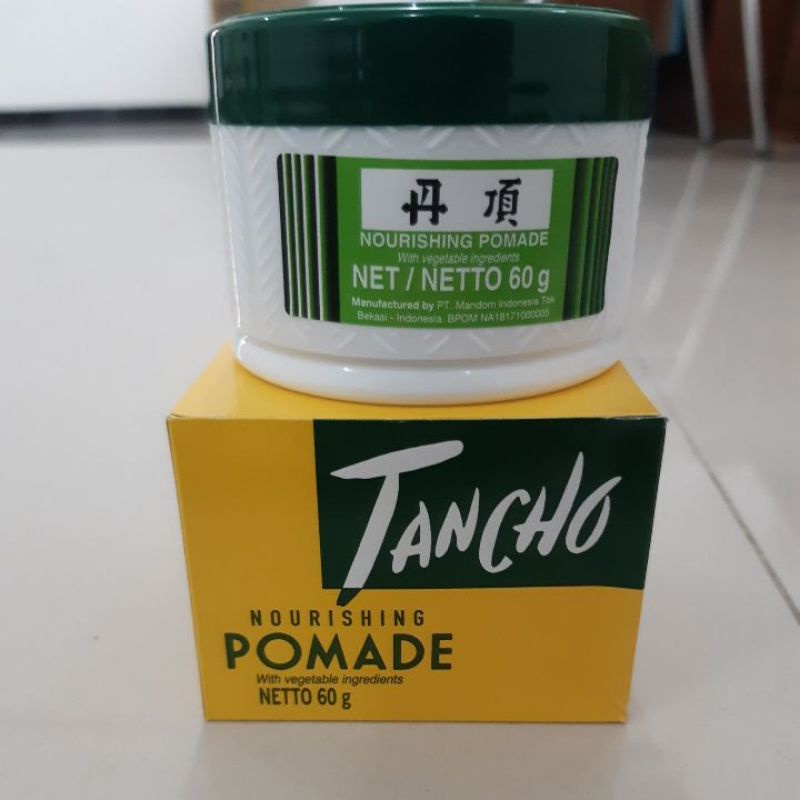 丹頂
NOURISHING POMADE
With vegetable ingredients
NET / NETTO 60 g
Manufactured by PT. Mandom Indonesia Tbk
Bekasi - Indonesia. BPOM NA18171000005
TANCHO
NOURISHING
POMADE
With vegetable ingredients
NETTO 60 g